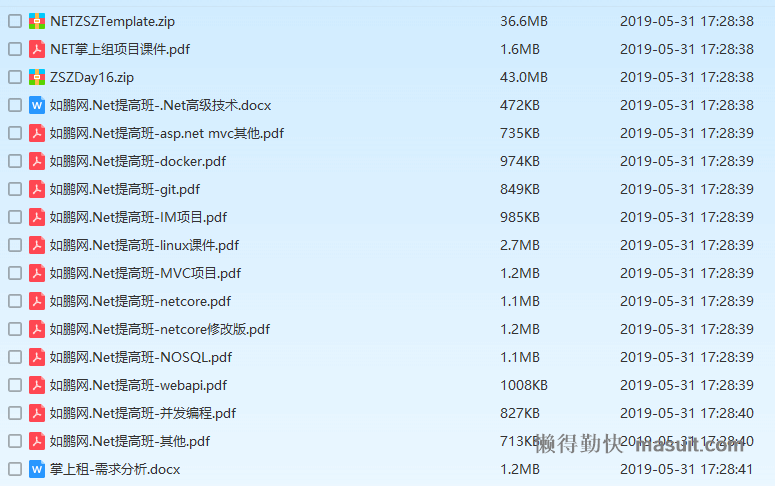 NETZSZTemplate.zip 36.6MB 2019-05-31 17:28:38
NET掌上组项目课件.pdf 1.6MB 2019-05-31 17:28:38
ZSZDay16.zip 43.0MB 2019-05-31 17:28:38
如鹏网.Net提高班-.Net高级技术.docx 472KB 2019-05-31 17:28:38
如鹏网.Net提高班-asp.net mvc其他.pdf 735KB 2019-05-31 17:28:39
如鹏网.Net提高班-docker.pdf 974KB 2019-05-31 17:28:39
如鹏网.Net提高班-git.pdf 849KB 2019-05-31 17:28:39
如鹏网.Net提高班-IM项目.pdf 985KB 2019-05-31 17:28:39
如鹏网.Net提高班-linux课件.pdf 2.7MB 2019-05-31 17:28:39
如鹏网.Net提高班-MVC项目.pdf 1.2MB 2019-05-31 17:28:39
如鹏网.Net提高班-netcore.pdf 1.1MB 2019-05-31 17:28:39
如鹏网.Net提高班-netcore修改版.pdf 1.2MB 2019-05-31 17:28:39
如鹏网.Net提高班-NOSQL.pdf 1.1MB 2019-05-31 17:28:39
如鹏网.Net提高班-webapi.pdf 1008KB 2019-05-31 17:28:39
如鹏网.Net提高班-并发编程.pdf 827KB 2019-05-31 17:28:40
如鹏网.Net提高班-其他.pdf 713KB 2019-05-31 17:28:40
懒得勤快 masuit.com
掌上租-需求分析.docx 1.2MB 2019-05-31 17:28:41